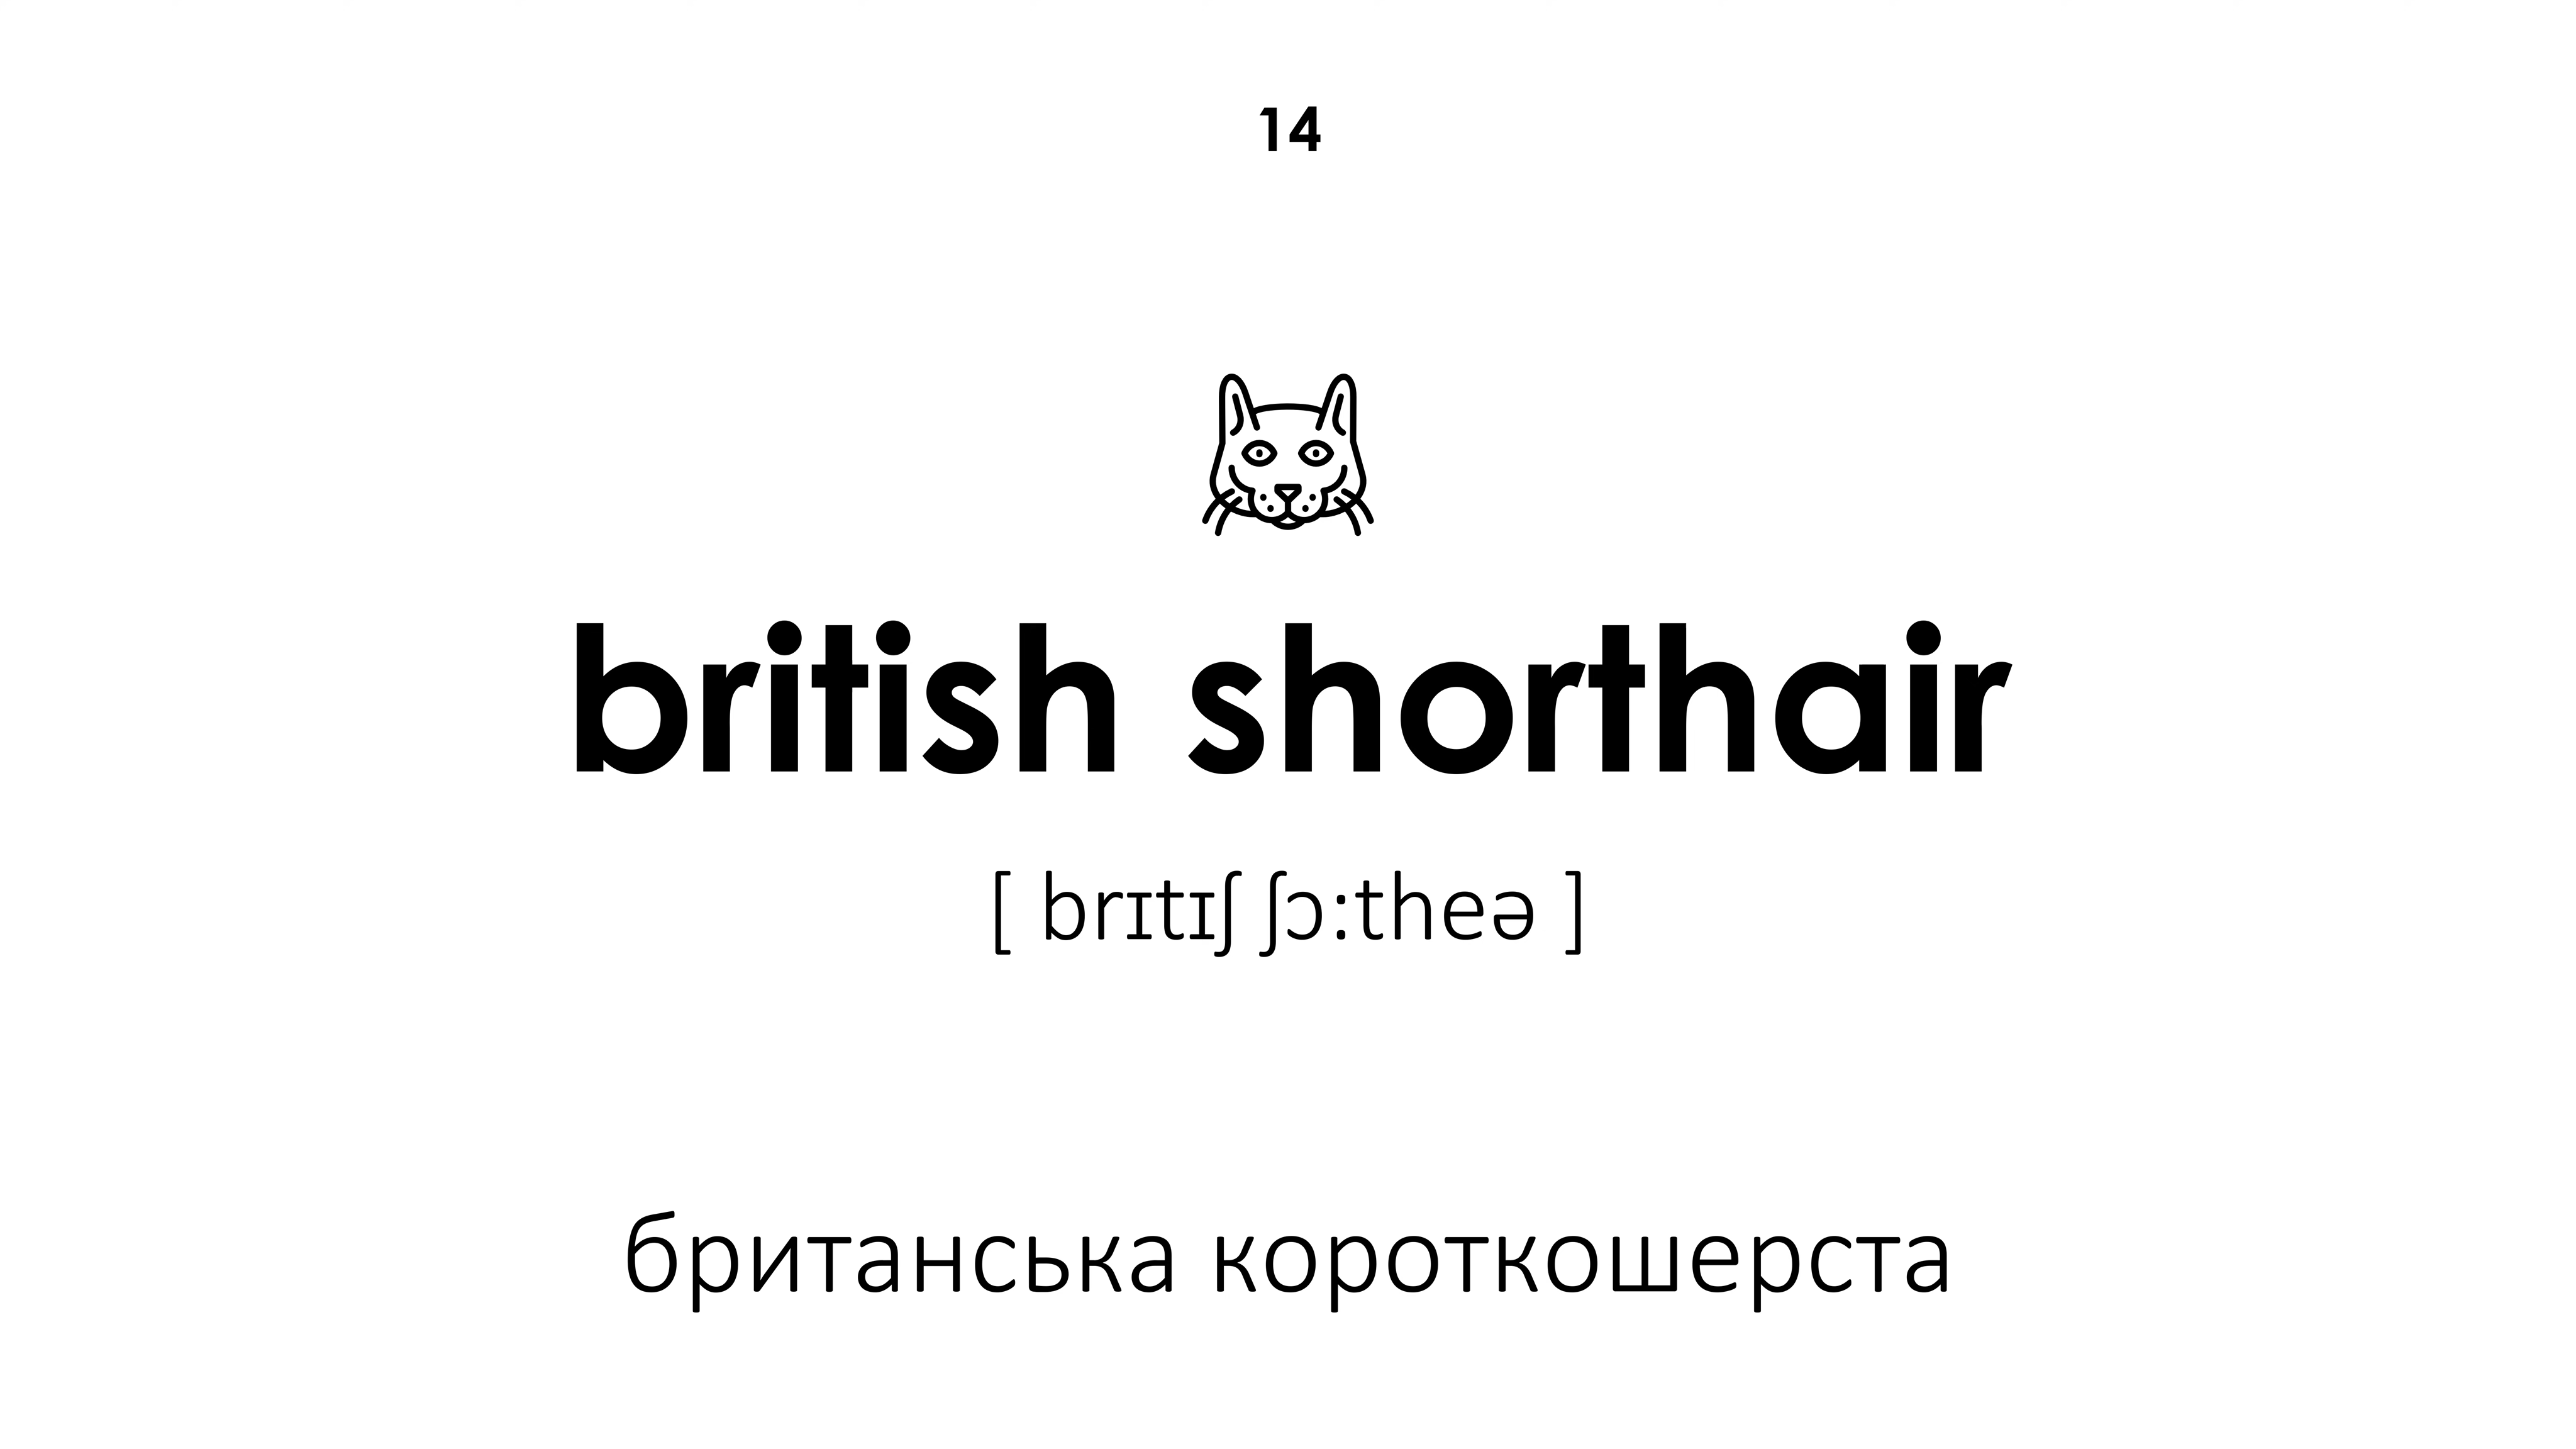 14
british shorthair
[ brɪtɪʃ ʃɔ:theə ]
британська короткошерста